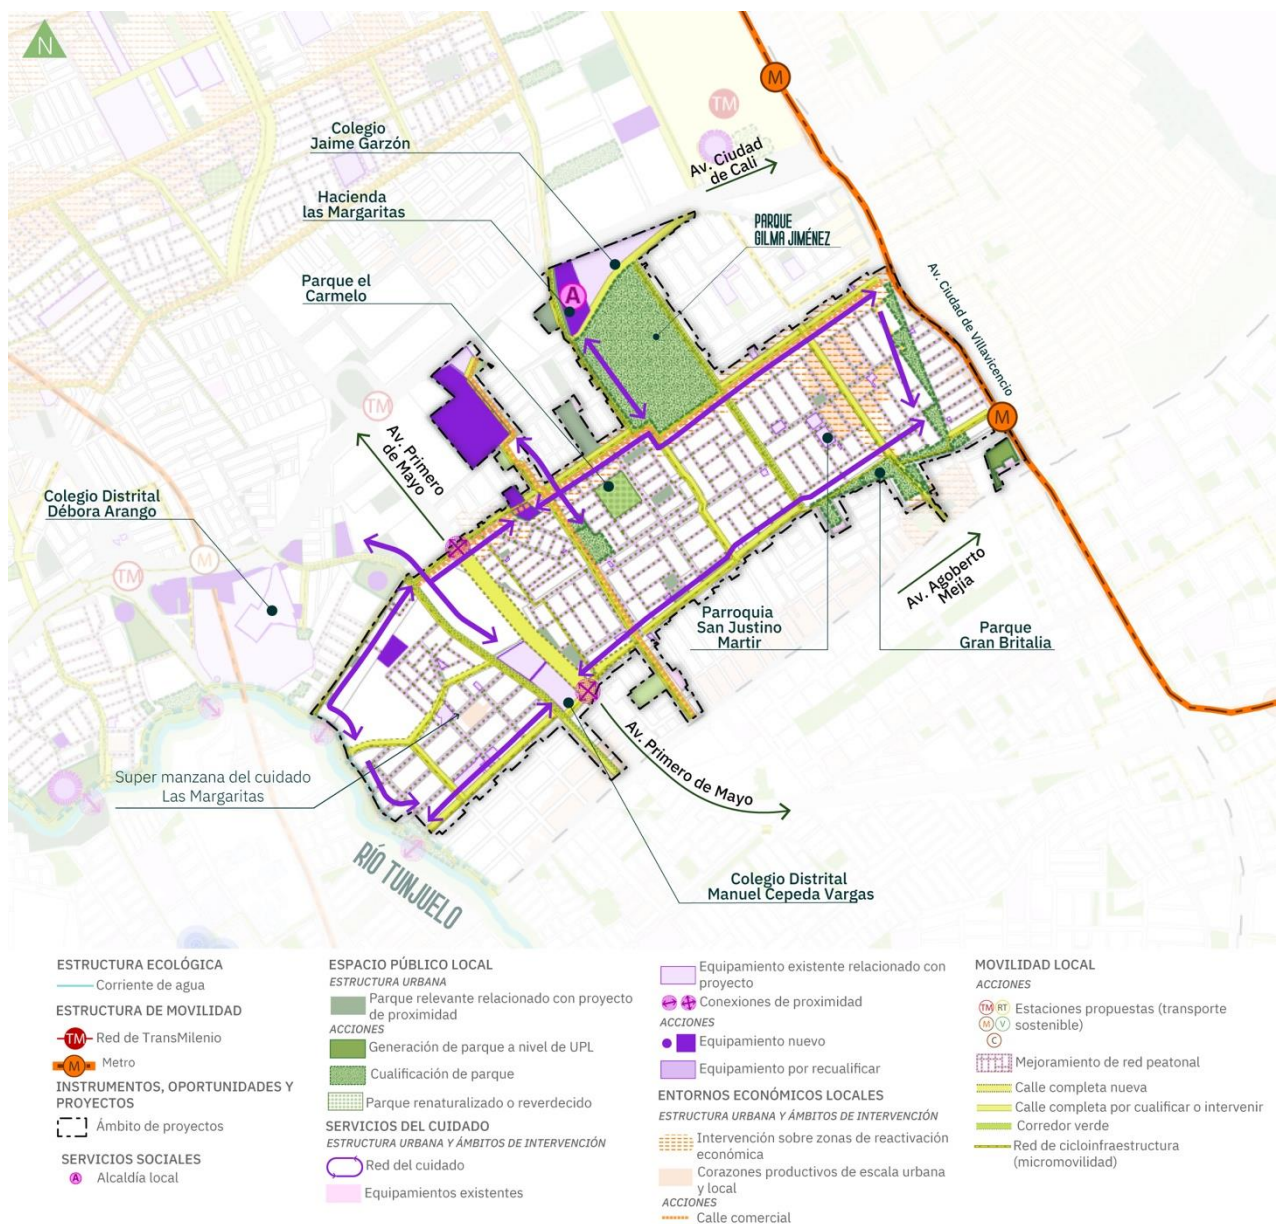 N
M
TM
Colegio
Jaime Garzón
Av. Ciudad
de Cali
Hacienda
las Margaritas
PARQUE
GILMA JIMÉNEZ
Parque el
Carmelo
A
Av. Ciudad de Villavicencio
TM
M
Av. Primero
de Mayo
Colegio Distrital
Débora Arango
M
TM
Av. Agoberto
Mejía
Parroquia
San Justino
Martir
Parque
Gran Britalia
Av. Primero de Mayo
Super manzana del cuidado
Las Margaritas
RÍO TUNJUELO
Colegio Distrital
Manuel Cepeda Vargas
ESTRUCTURA ECOLÓGICA
Corriente de agua
ESTRUCTURA DE MOVILIDAD
TM Red de TransMilenio
M Metro
INSTRUMENTOS, OPORTUNIDADES Y
PROYECTOS
Ámbito de proyectos
SERVICIOS SOCIALES
A Alcaldía local
ESPACIO PÚBLICO LOCAL
ESTRUCTURA URBANA
Parque relevante relacionado con proyecto
de proximidad
ACCIONES
Generación de parque a nivel de UPL
Cualificación de parque
Parque renaturalizado o reverdecido
SERVICIOS DEL CUIDADO
ESTRUCTURA URBANA Y ÁMBITOS DE INTERVENCIÓN
Red del cuidado
Equipamientos existentes
Equipamiento existente relacionado con
proyecto
Conexiones de proximidad
ACCIONES
Equipamiento nuevo
Equipamiento por recualificar
ENTORNOS ECONÓMICOS LOCALES
ESTRUCTURA URBANA Y ÁMBITOS DE INTERVENCIÓN
Intervención sobre zonas de reactivación
económica
Corazones productivos de escala urbana
y local
ACCIONES
Calle comercial
MOVILIDAD LOCAL
ACCIONES
TM RT Estaciones propuestas (transporte
M V sostenible)
C
Mejoramiento de red peatonal
Calle completa nueva
Calle completa por cualificar o intervenir
Corredor verde
Red de cicloinfraestructura
(micromovilidad)